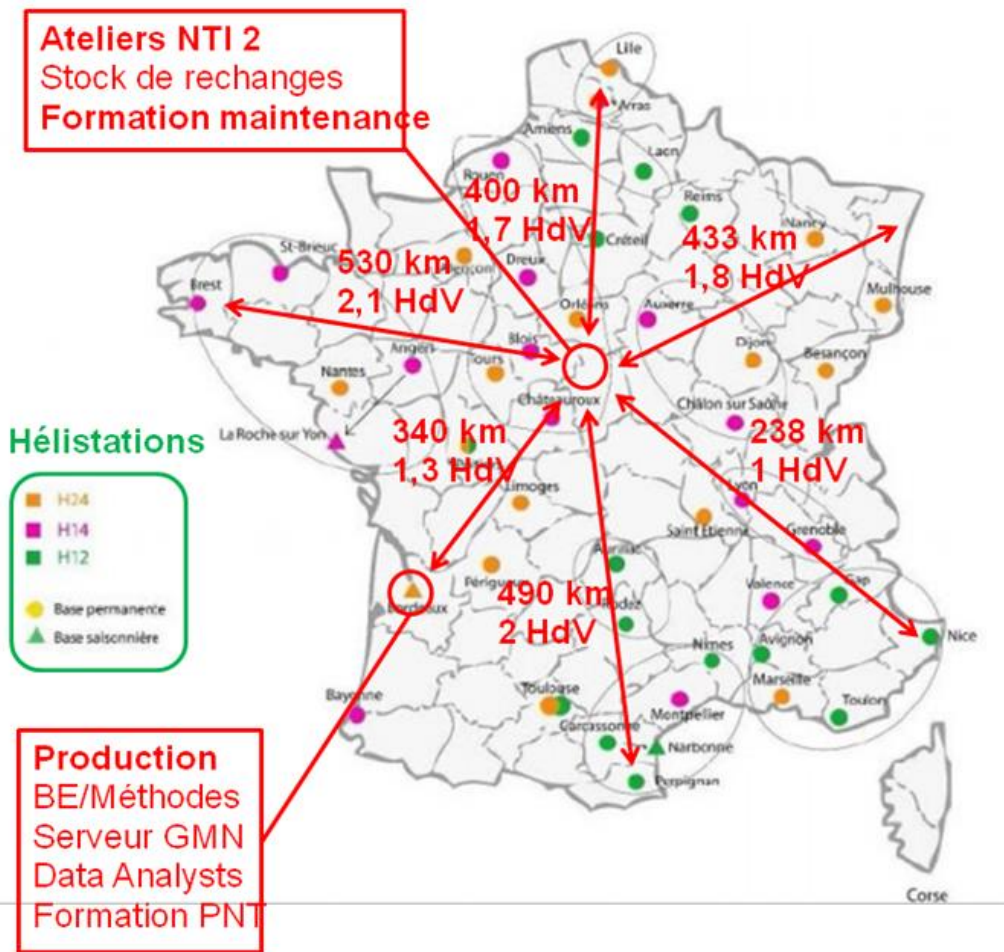 Ateliers NTI 2
Stock de rechanges
Formation maintenance
Lille
Arras
Amiens
Laon
Rouen
Reims
400 km
1,7 HdV
Nancy
Créteil
433 km
1,8 HdV
St-Brieuc
Dreux
530 km
2,1 HdV
Brest
Mulhouse
Orléans
Auxerre
Blois
Dijon
Angers
Tours
Besançon
Nantes
Châteauroux
Châlon sur Saône
Hélistations
La Roche sur Yon
340 km
1,3 HdV
238 km
1 HdV
H24
H14
H12
Limoges
Lyon
Saint Etienne
Grenoble
Aurillac
Périgueux
Valence
Gap
Base permanente
Base saisonnière
Bordeaux
490 km
2 HdV
Rodez
Nîmes
Avignon
Nice
Marseille
Toulouse
Bayonne
Montpellier
Toulon
Carcassonne
Narbonne
Perpignan
Production
BE/Méthodes
Serveur GMN
Data Analysts
Formation PNT
Corse